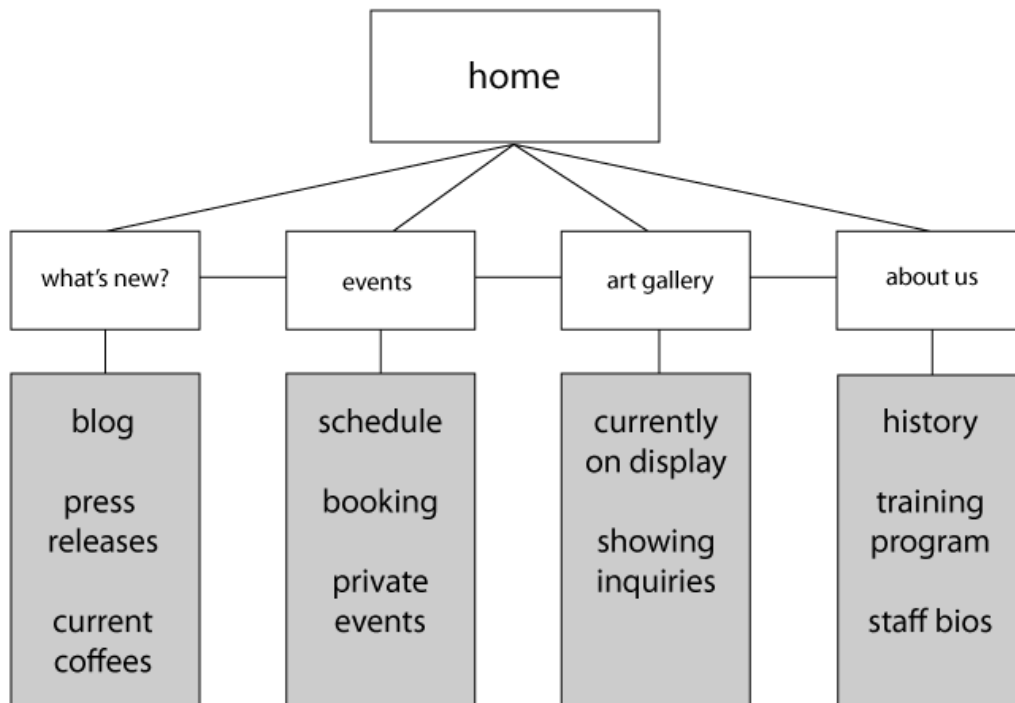 home
what's new?
events
art gallery
about us
blog
press
releases
current
coffees
schedule
booking
private
events
currently
on display
showing
inquiries
history
training
program
staff bios